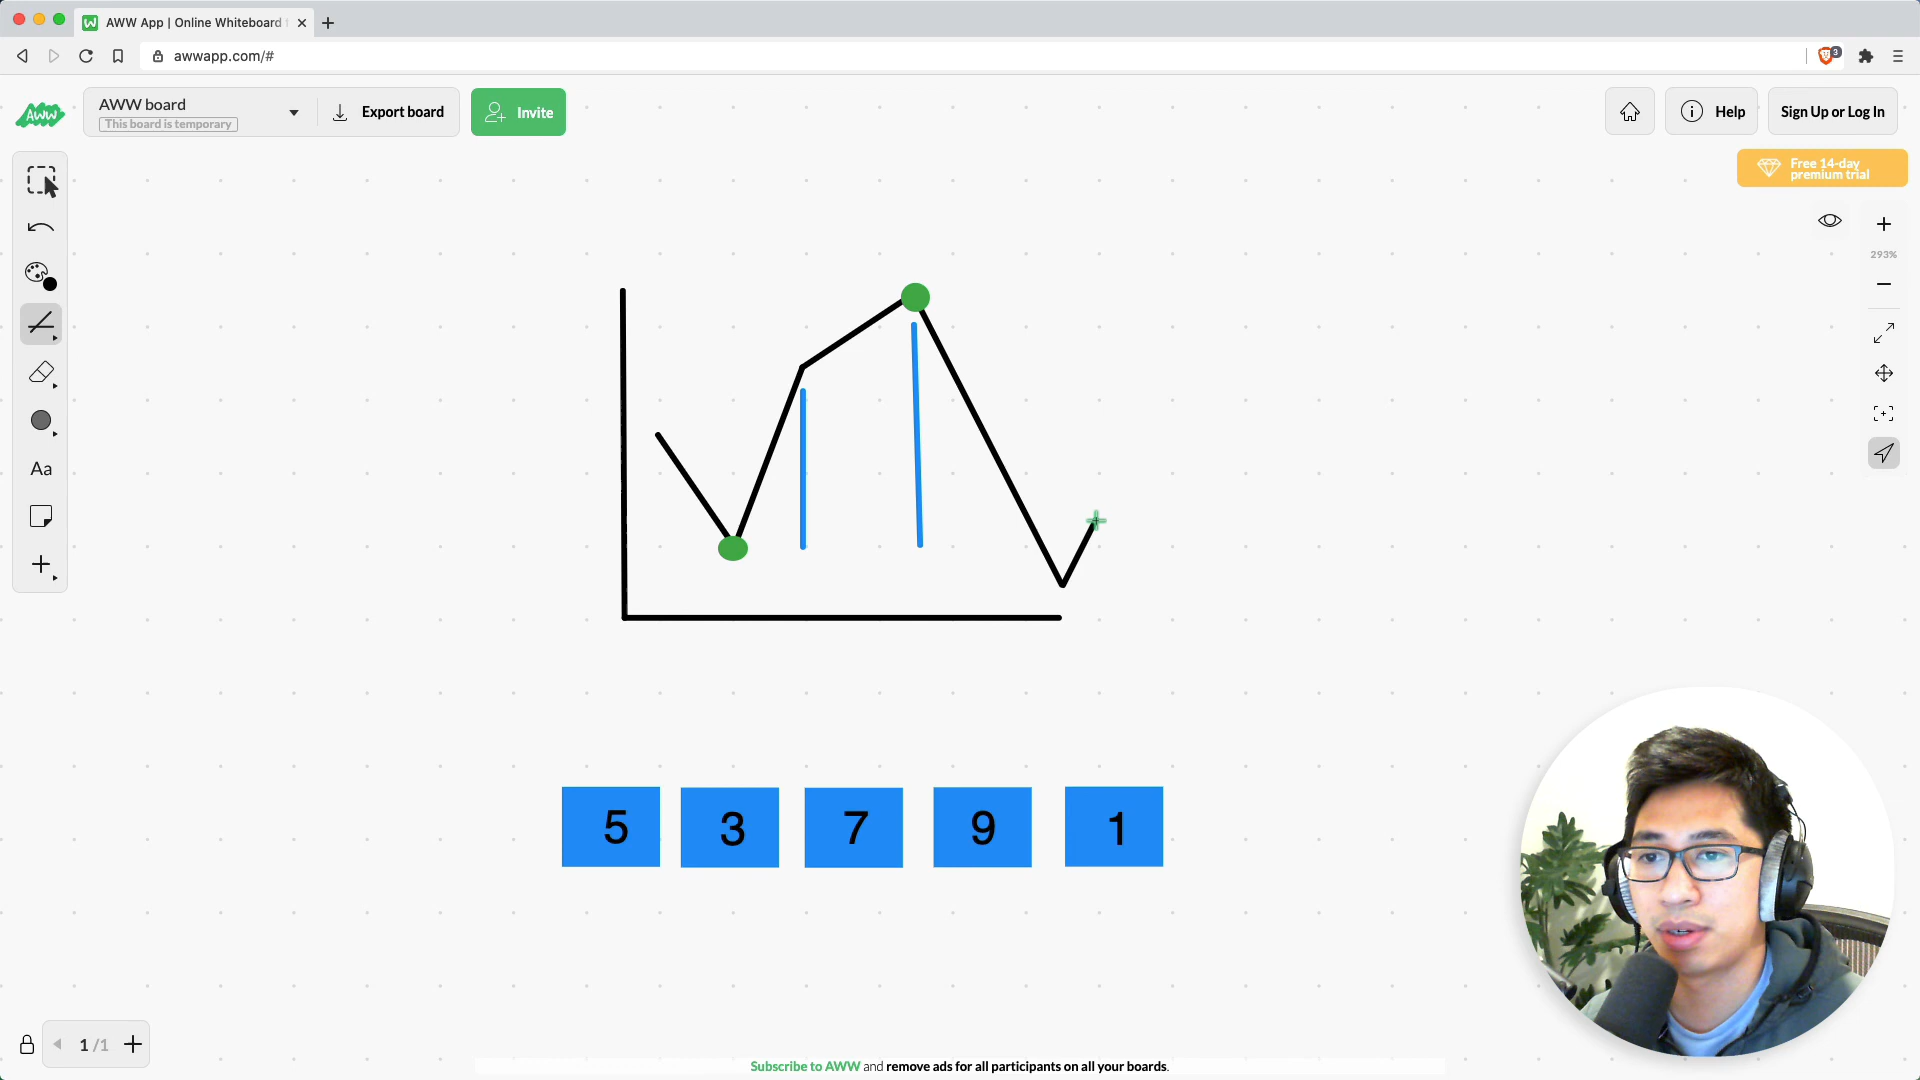 AWW App | Online Whiteboard f
awwapp.com/#
3
AWW
AWW board
This board is temporary
Export board
Invite
Help
Sign Up or Log In
Free 14-day
premium trial
293%
Aa
5 3 7 9 1
1 /1
Subscribe to AWW and remove ads for all participants on all your boards.